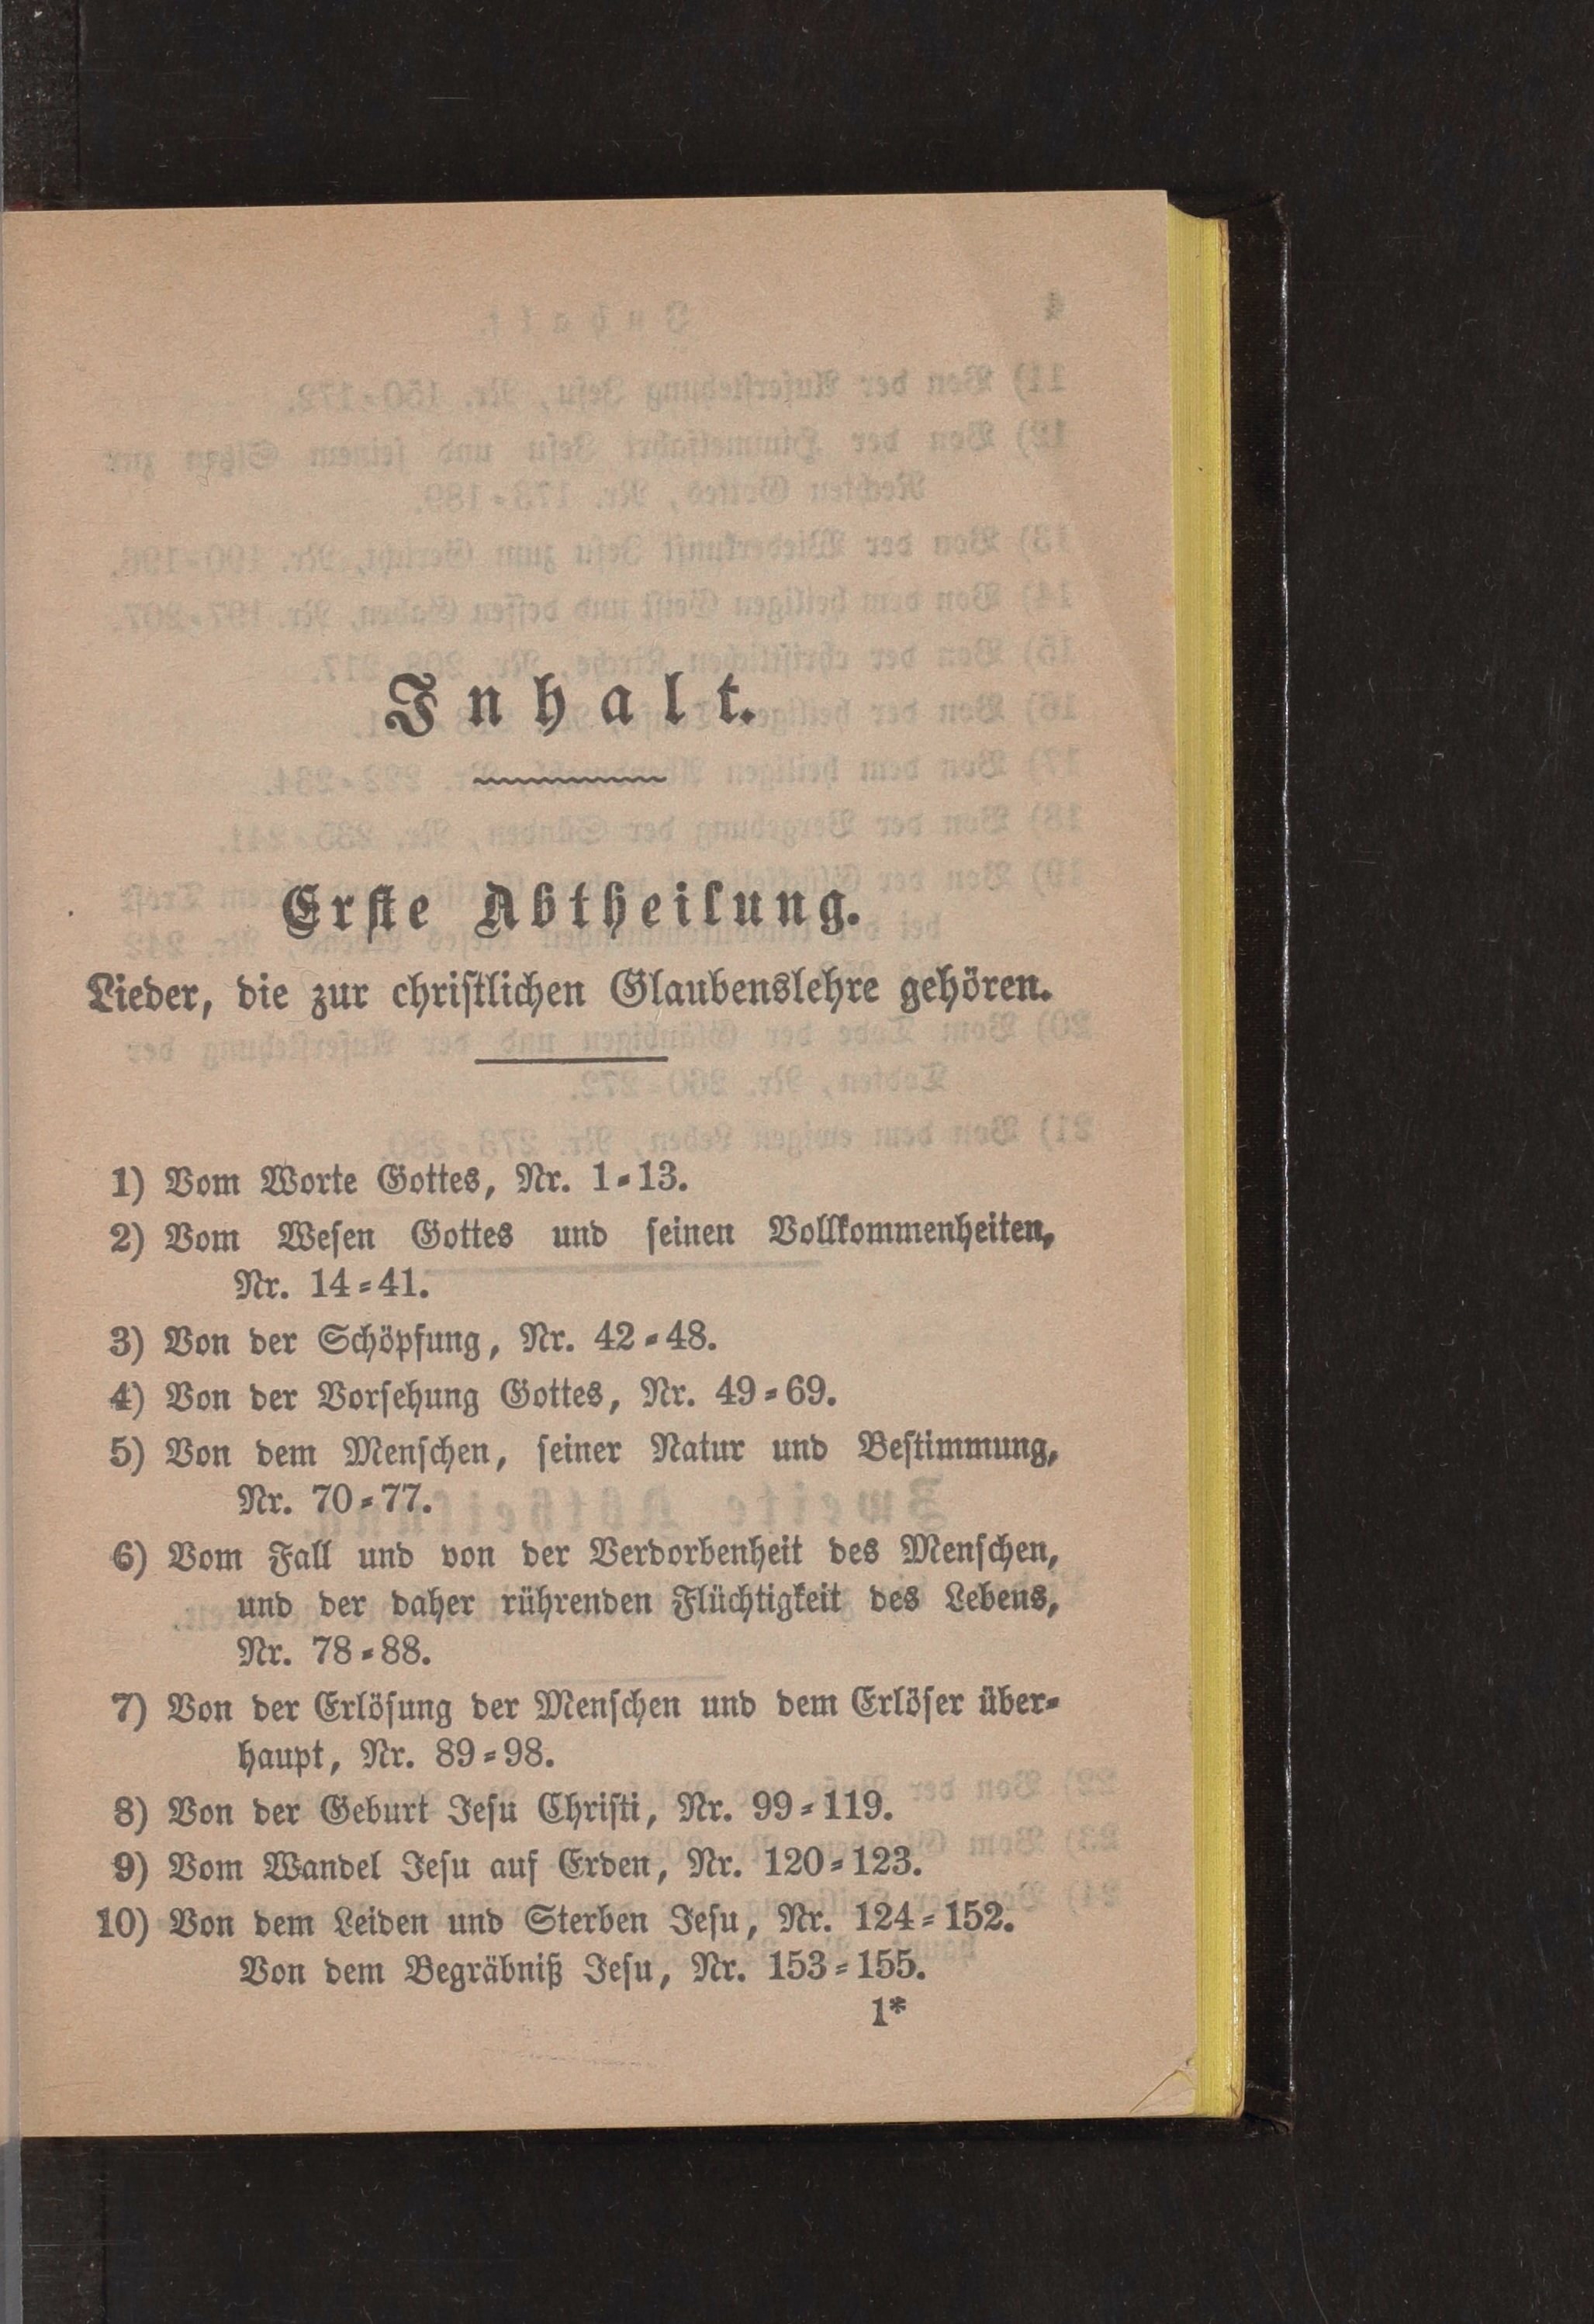 Inhalt.
Erste Abtheilung.
Lieder, die zur christlichen Glaubenslehre gehören.
1) Vom Worte Gottes, Nr. 1-13.
2) Vom Wesen Gottes und seinen Vollkommenheiten,
Nr. 14-41.
3) Von der Schöpfung, Nr. 42-48.
4) Von der Vorsehung Gottes, Nr. 49-69.
5) Von dem Menschen, seiner Natur und Bestimmung,
Nr. 70-77.
6) Vom Fall und von der Verdorbenheit des Menschen,
und der daher rührenden Flüchtigkeit des Lebens,
Nr. 78-88.
7) Von der Erlösung der Menschen und dem Erlöser über-
haupt, Nr. 89-98.
8) Von der Geburt Jesu Christi, Nr. 99-119.
9) Vom Wandel Jesu auf Erden, Nr. 120-123.
10) Von dem Leiden und Sterben Jesu, Nr. 124-152.
Von dem Begräbniß Jesu, Nr. 153-155.
1*